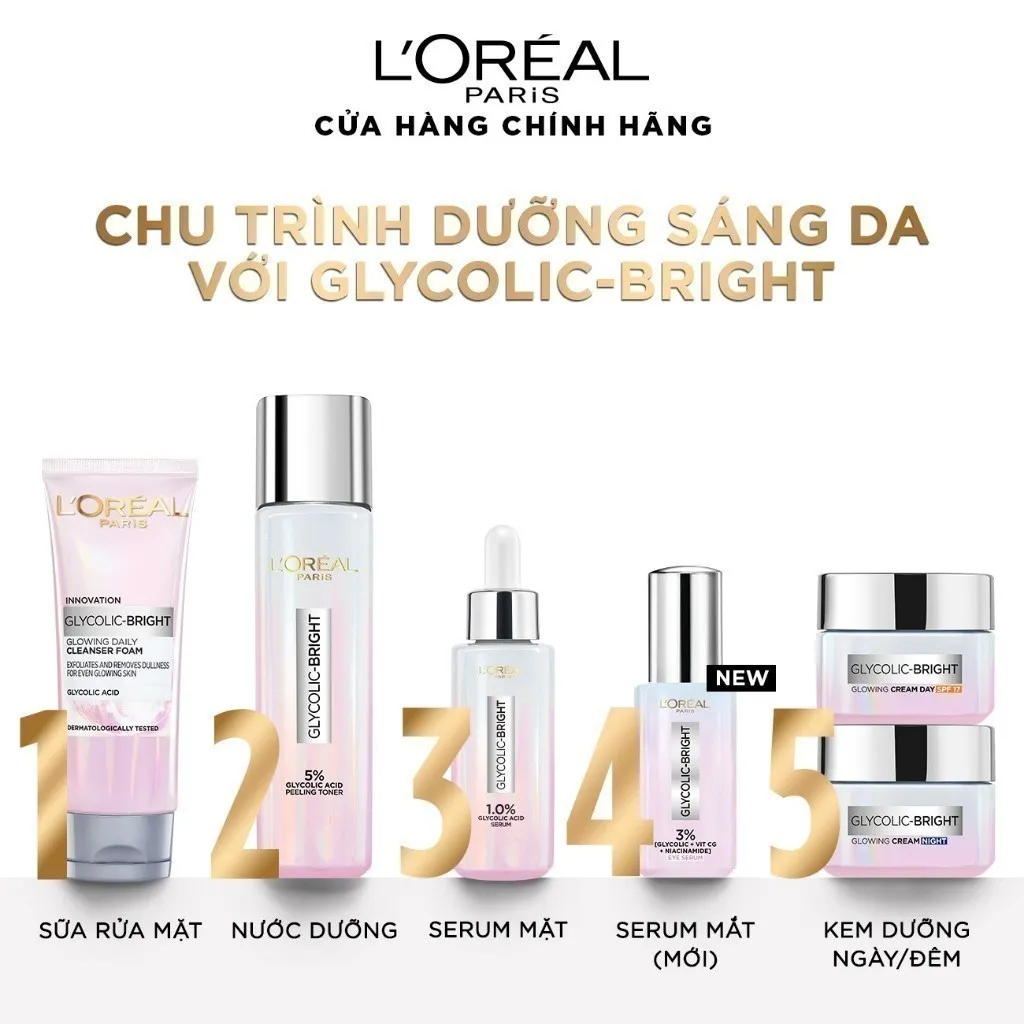 L'ORÉAL
PARIS
CỬA HÀNG CHÍNH HÃNG
CHU TRÌNH DƯỠNG SÁNG DA
VỚI GLYCOLIC-BRIGHT
L'ORÉAL
PARIS
INNOVATION
GLYCOLIC-BRIGHT
GLOWING DAILY
CLEANSER FOAM
EXFOLIATES AND REMOVES DULLNESS
FOR EVEN GLOWING SKIN
GLYCOLIC ACID
DERMATOLOGICALLY TESTED
1
SỮA RỬA MẶT
L'ORÉAL
PARIS
GLYCOLIC-BRIGHT
5%
GLYCOLIC ACID
PEELING TONER
2
NƯỚC DƯỠNG
L'ORÉAL
PARIS
GLYCOLIC-BRIGHT
1.0%
GLYCOLIC ACID
SERUM
3
SERUM MẶT
NEW
L'ORÉAL
PARIS
GLYCOLIC-BRIGHT
3%
[GLYCOLIC + VIT CG
+ NIACINAMIDE]
EYE SERUM
4
SERUM MẮT
(MỚI)
GLYCOLIC-BRIGHT
GLOWING CREAM DAY SPF 17
GLYCOLIC-BRIGHT
GLOWING CREAM NIGHT
5
KEM DƯỠNG
NGÀY/ĐÊM